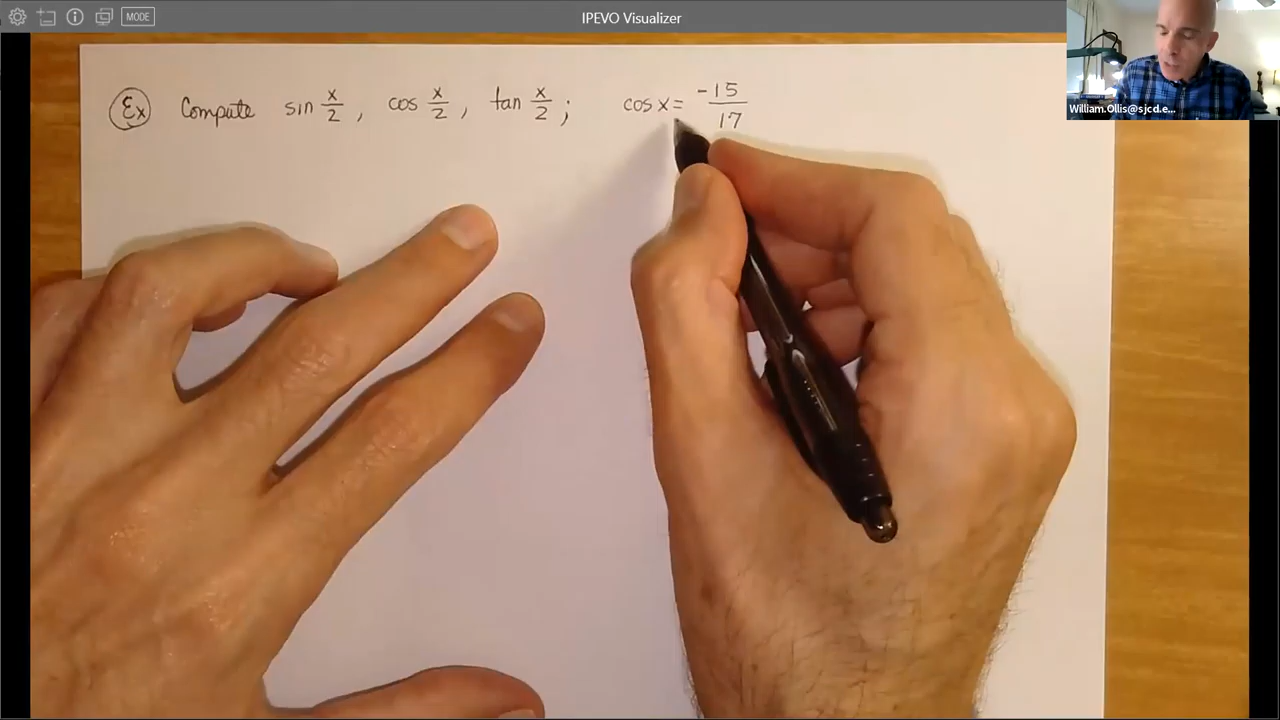 MODE
IPEVO Visualizer
William.Ollis@sjcd.e...
Ex Compute sin x/2 , cos x/2 , tan x/2 ; cos x = -15/17